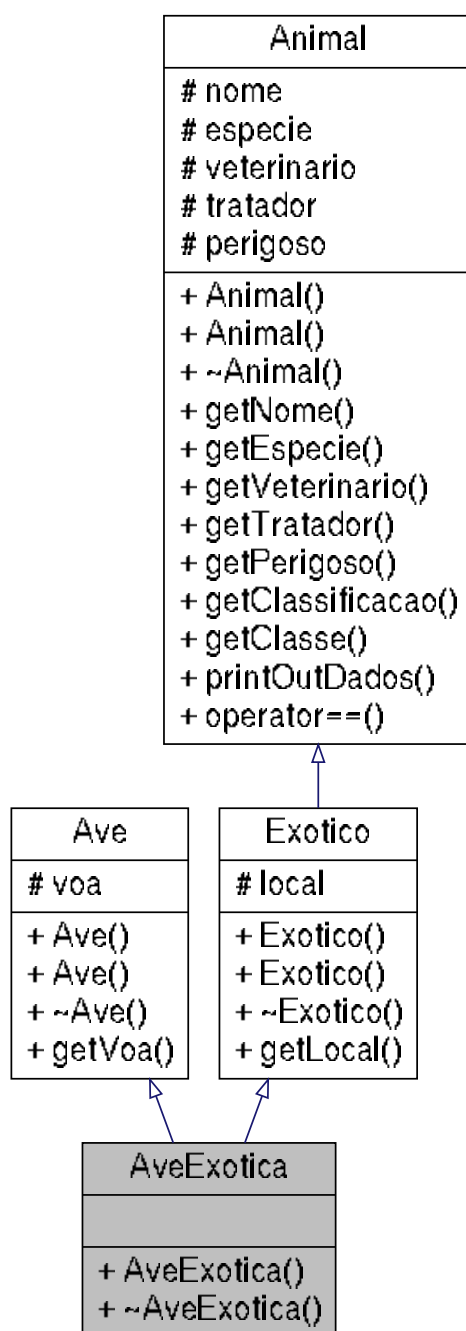 Animal
# nome
# especie
# veterinario
# tratador
# perigoso
+ Animal()
+ Animal()
+ ~Animal()
+ getNome()
+ getEspecie()
+ getVeterinario()
+ getTratador()
+ getPerigoso()
+ getClassificacao()
+ getClasse()
+ printOutDados()
+ operator==()
Ave
# voa
+ Ave()
+ Ave()
+ ~Ave()
+ getVoa()
Exotico
# local
+ Exotico()
+ Exotico()
+ ~Exotico()
+ getLocal()
AveExotica
+ AveExotica()
+ ~AveExotica()